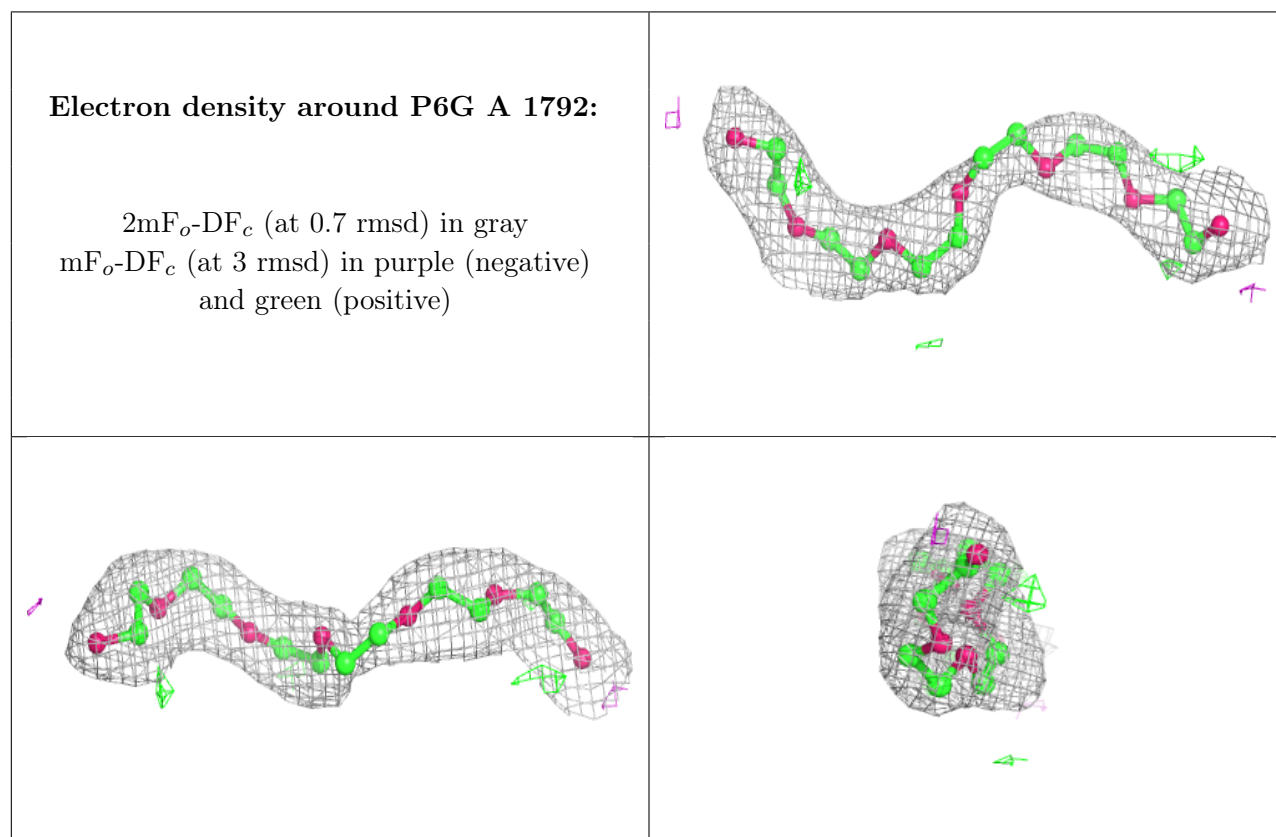 Electron density around P6G A 1792:
2mFo-DFc (at 0.7 rmsd) in gray
mFo-DFc (at 3 rmsd) in purple (negative)
and green (positive)